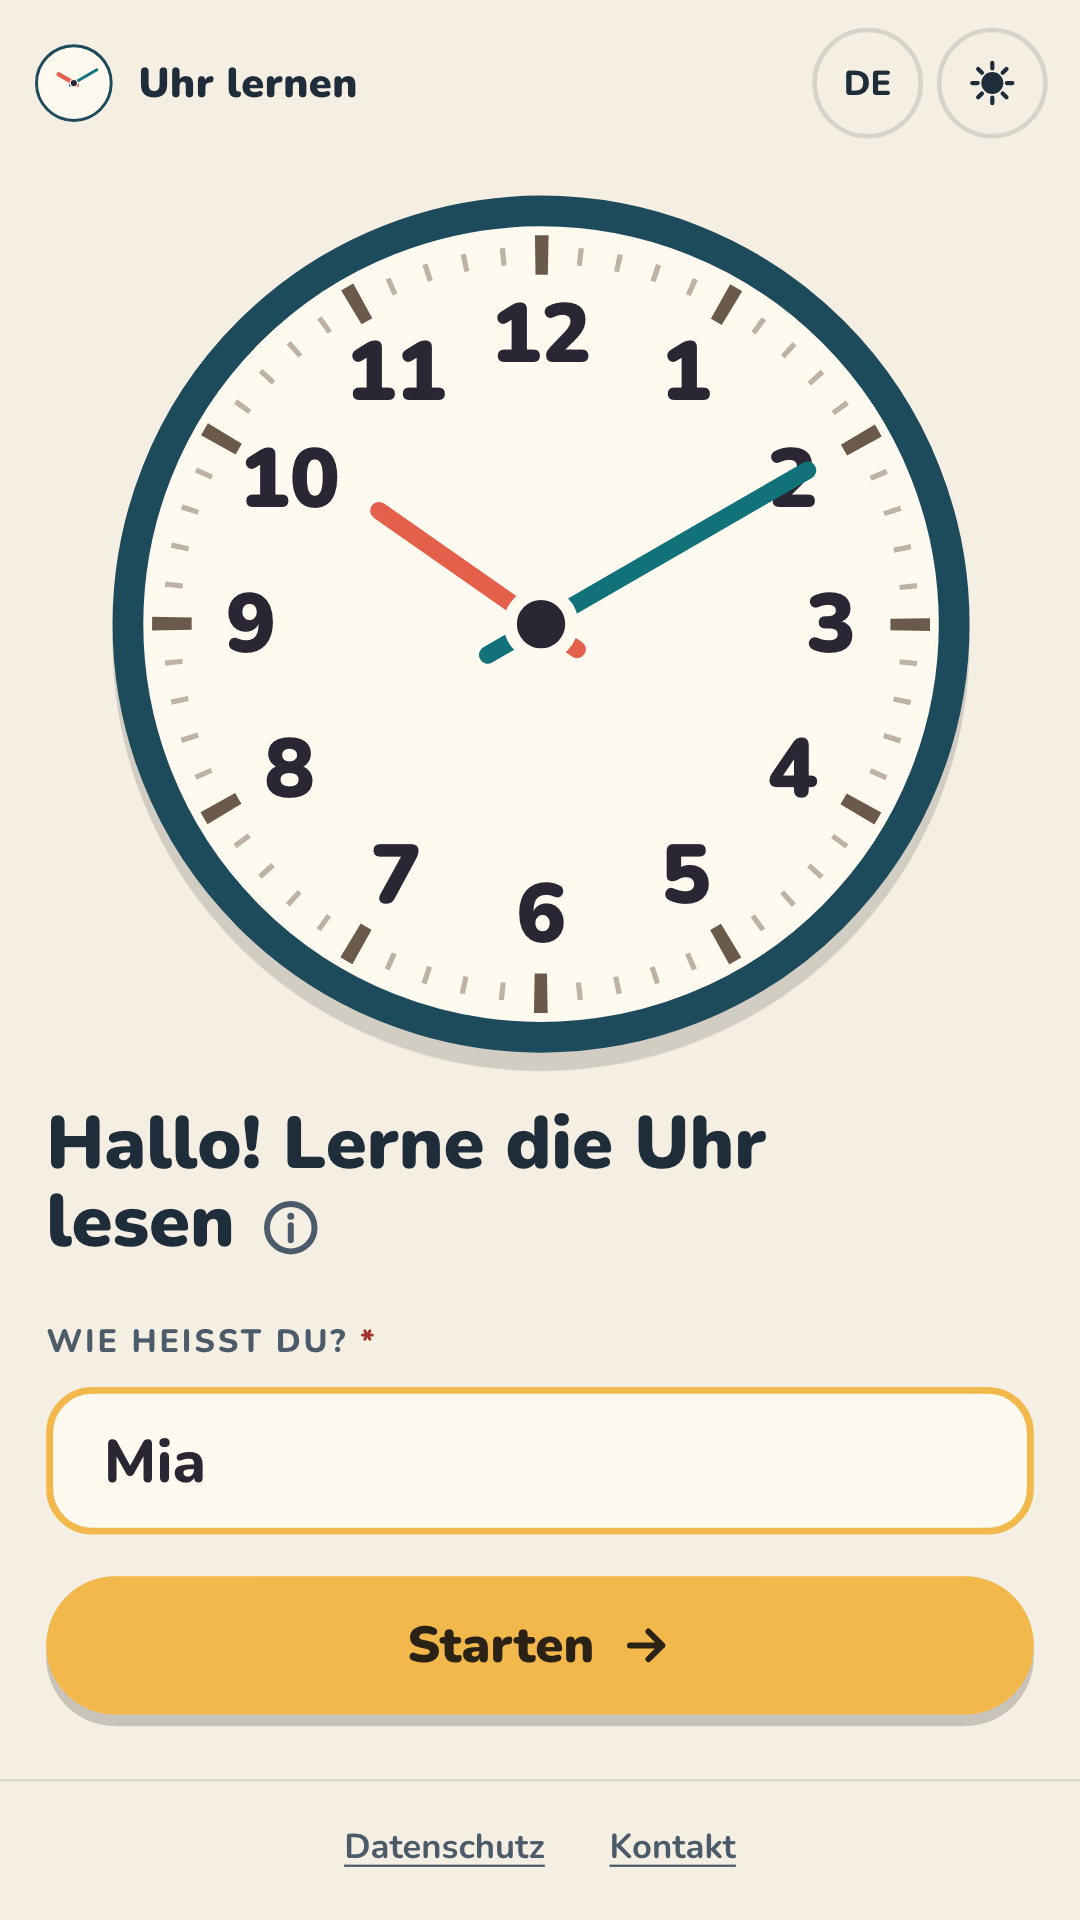 Uhr lernen
DE
12
11
1
10
2
9
3
8
4
7
5
6
Hallo! Lerne die Uhr
lesen
WIE HEISST DU? *
Mia
Starten →
Datenschutz
Kontakt